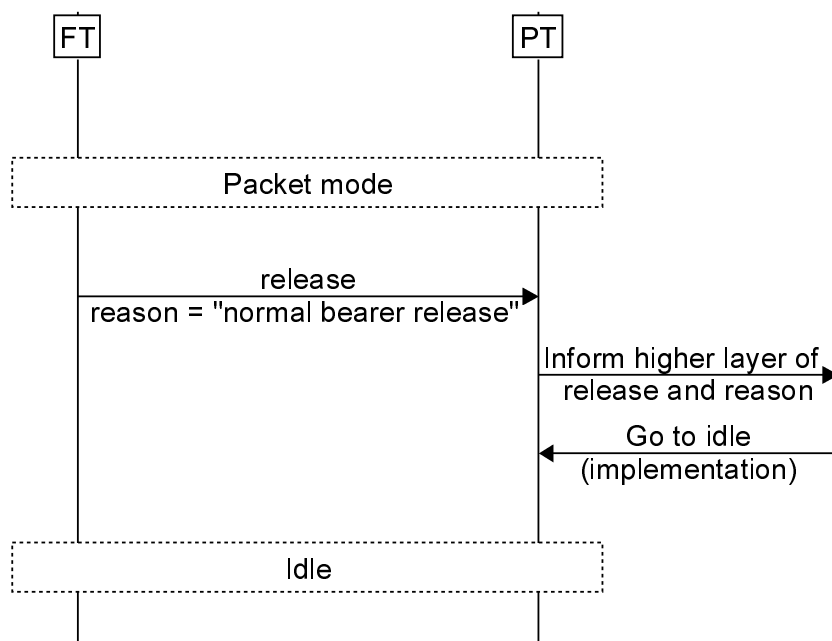 FT
PT
Packet mode
release
reason = "normal bearer release"
Inform higher layer of
release and reason
Go to idle
(implementation)
Idle